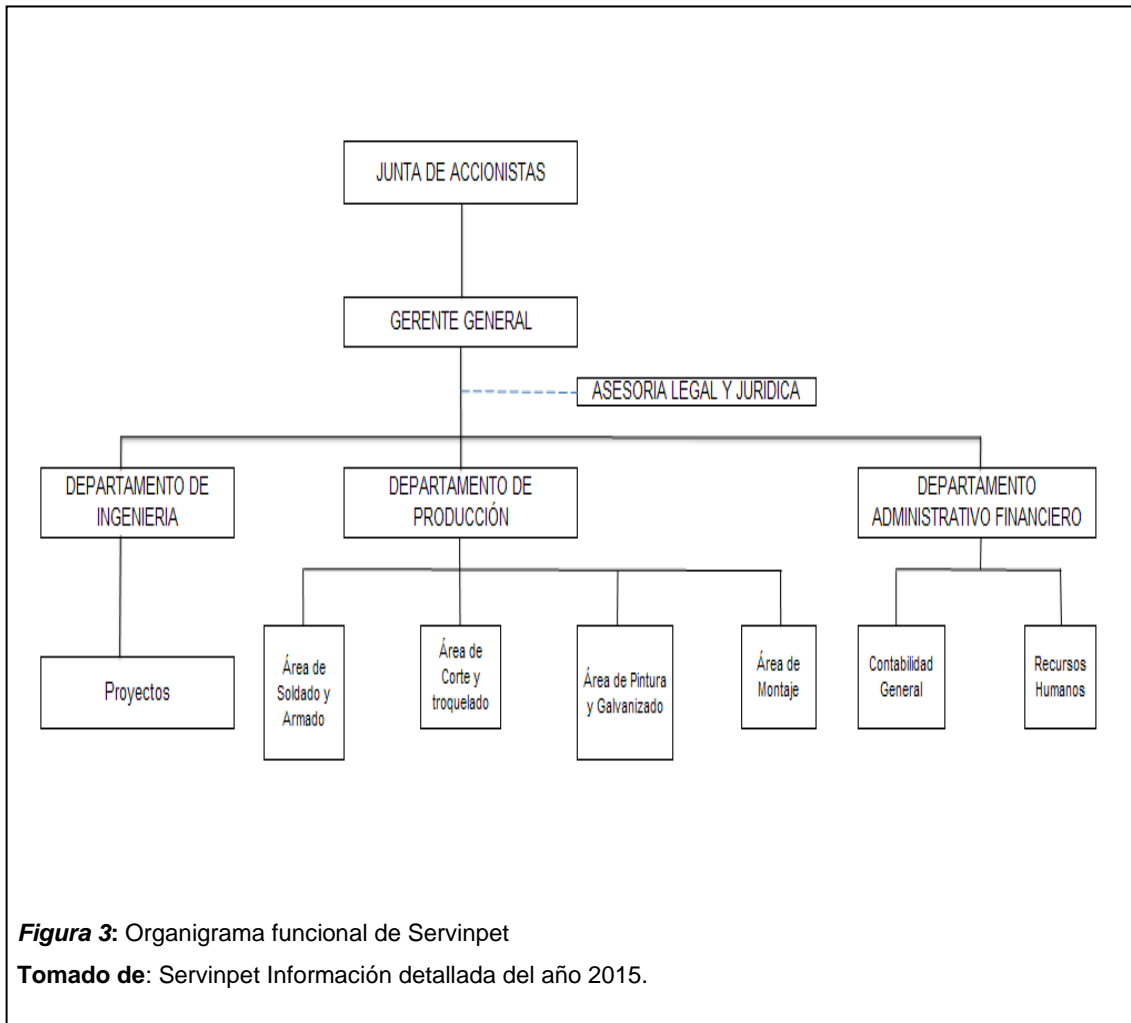 JUNTA DE ACCIONISTAS
GERENTE GENERAL
ASESORIA LEGAL Y JURIDICA
DEPARTAMENTO DE
INGENIERIA
DEPARTAMENTO DE
PRODUCCIÓN
DEPARTAMENTO
ADMINISTRATIVO FINANCIERO
Proyectos
Área de
Soldado y
Armado
Área de
Corte y
troquelado
Área de Pintura
y Galvanizado
Área de
Montaje
Contabilidad
General
Recursos
Humanos
Figura 3: Organigrama funcional de Servinpet
Tomado de: Servinpet Información detallada del año 2015.